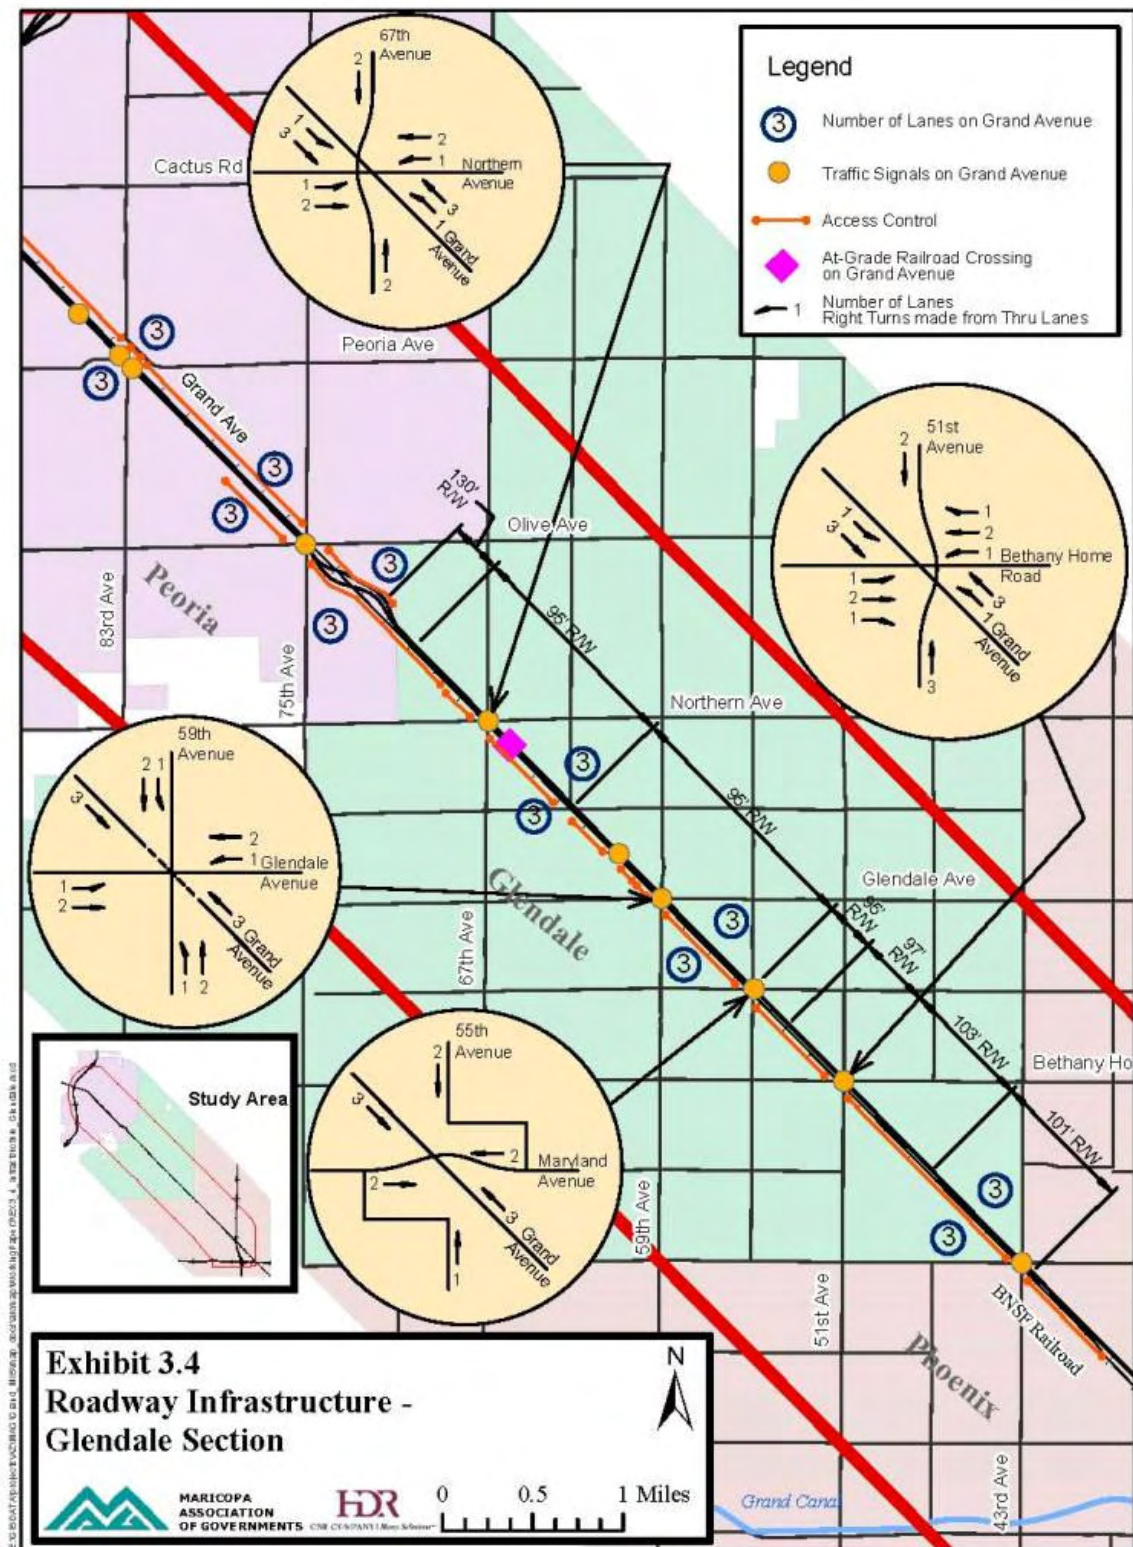 67th
Avenue
2
1
3
2
1
Cactus Rd
Northern
Avenue
1
2
3
1 Grand
Avenue
2
Legend
3
Number of Lanes on Grand Avenue
Traffic Signals on Grand Avenue
Access Control
At-Grade Railroad Crossing
on Grand Avenue
1
Number of Lanes
Right Turns made from Thru Lanes
3
Peoria Ave
3
Grand Ave
3
3
130'
R/W
Olive Ave
51st
Avenue
2
1
3
1
2
1
Bethany Home
Road
1
2
1
3
1 Grand
Avenue
3
Peoria
83rd Ave
3
3
95' R/W
75th Ave
Northern Ave
59th
Avenue
2 1
3
2
1
Glendale
Avenue
1
2
3 Grand
Avenue
1 2
3
3
95' R/W
Glendale
Glendale Ave
95'
R/W
97'
R/W
67th Ave
3
3
103' R/W
Bethany Ho
101' R/W
55th
Avenue
2
3
2
Maryland
Avenue
2
3 Grand
Avenue
1
Study Area
59th Ave
3
3
51st Ave
BNSF Railroad
Phoenix
43rd Ave
Grand Canal
Exhibit 3.4
Roadway Infrastructure -
Glendale Section
N
MARICOPA
ASSOCIATION
OF GOVERNMENTS
HDR
0 0.5 1 Miles